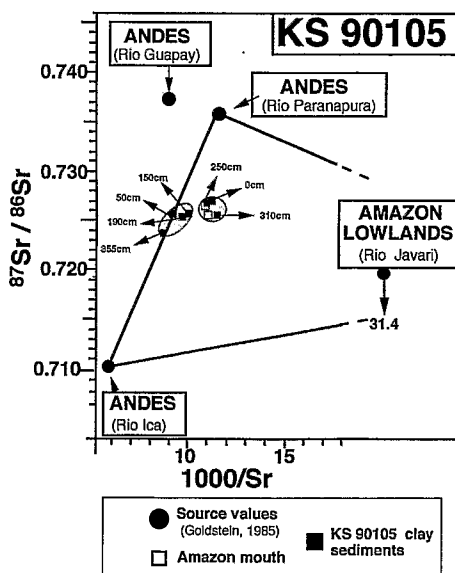 KS 90105
ANDES
(Rio Guapay)
0.740
ANDES
(Rio Paranapura)
0.730
250cm
150cm
0cm
50cm
190cm
310cm
355cm
AMAZON
LOWLANDS
(Rio Javari)
0.720
31.4
87Sr / 86Sr
0.710
ANDES
(Rio Ica)
10
15
1000/Sr
Source values
(Goldstein, 1985)
KS 90105 clay
sediments
Amazon mouth